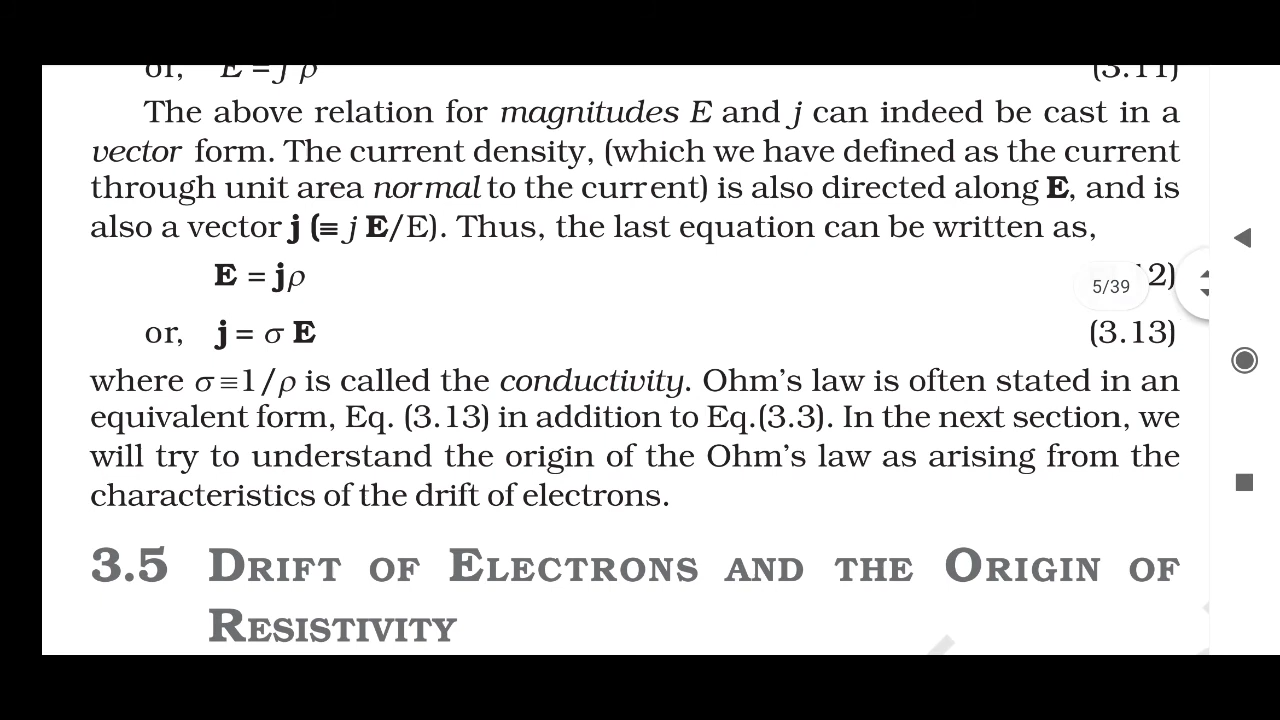 or, E = j ρ (3.11)
The above relation for magnitudes E and j can indeed be cast in a
vector form. The current density, (which we have defined as the current
through unit area normal to the current) is also directed along E, and is
also a vector j (≡ j E/E). Thus, the last equation can be written as,
E = jρ 2)
5/39
or, j = σ E (3.13)
where σ ≡1/ρ is called the conductivity. Ohm's law is often stated in an
equivalent form, Eq. (3.13) in addition to Eq.(3.3). In the next section, we
will try to understand the origin of the Ohm's law as arising from the
characteristics of the drift of electrons.
3.5 DRIFT OF ELECTRONS AND THE ORIGIN OF
RESISTIVITY